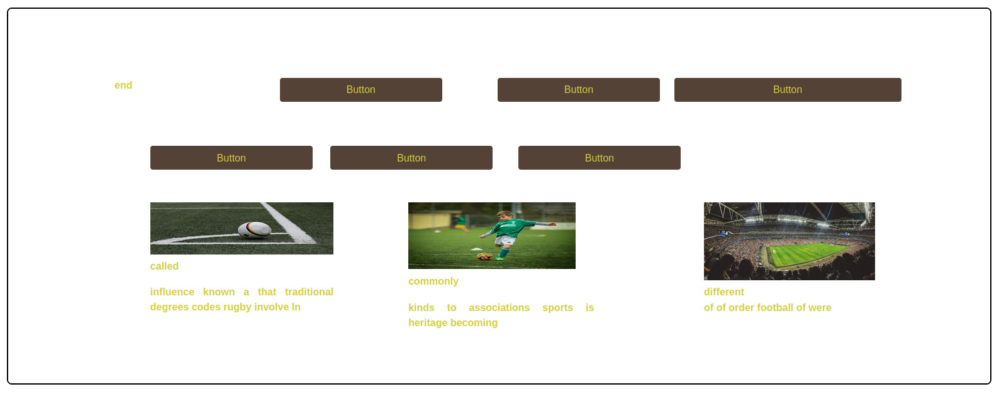 end
Button
Button
Button
Button
Button
Button
called
influence known a that traditional
degrees codes rugby involve In
commonly
kinds to associations sports is
heritage becoming
different
of of order football of were